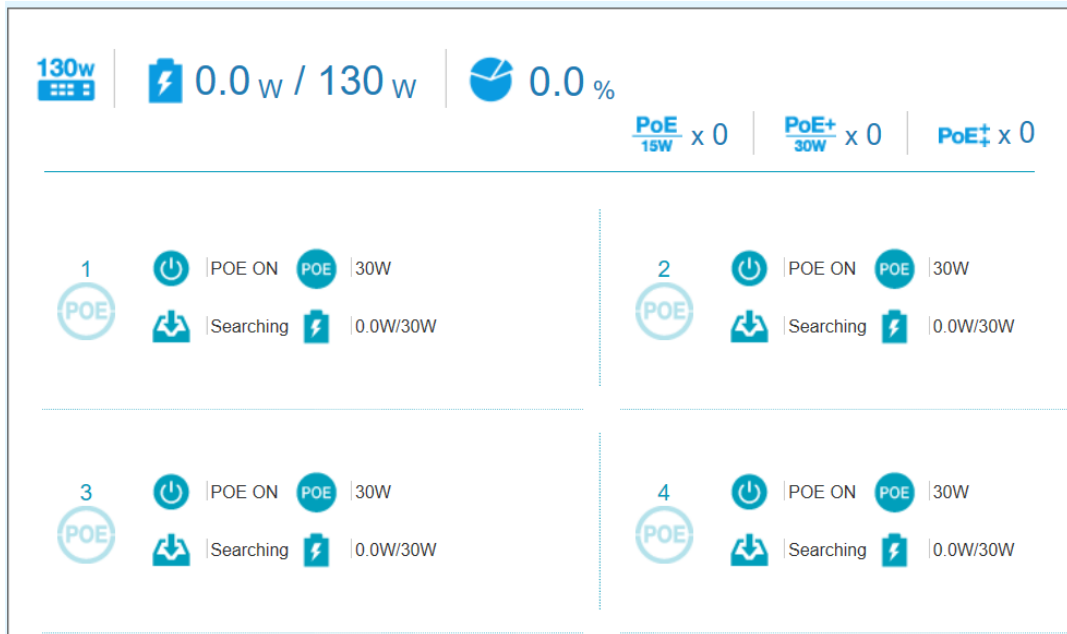 130w
0.0 W / 130 W
0.0 %
PoE 15W x 0
PoE+ 30W x 0
PoE‡ x 0
1 POE ON POE 30W
POE Searching 0.0W/30W
2 POE ON POE 30W
POE Searching 0.0W/30W
3 POE ON POE 30W
POE Searching 0.0W/30W
4 POE ON POE 30W
POE Searching 0.0W/30W